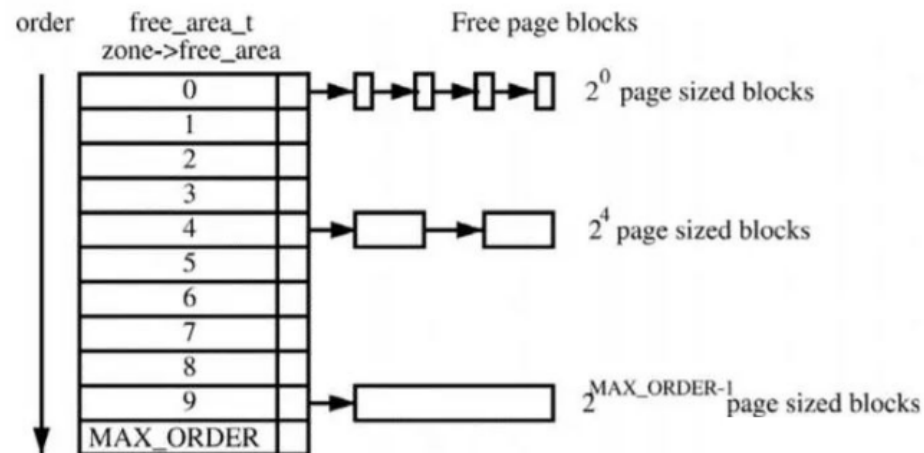 order free_area_t Free page blocks
zone->free_area
0 2^0 page sized blocks
1
2
3
4 2^4 page sized blocks
5
6
7
8
9 2^MAX_ORDER-1 page sized blocks
MAX_ORDER